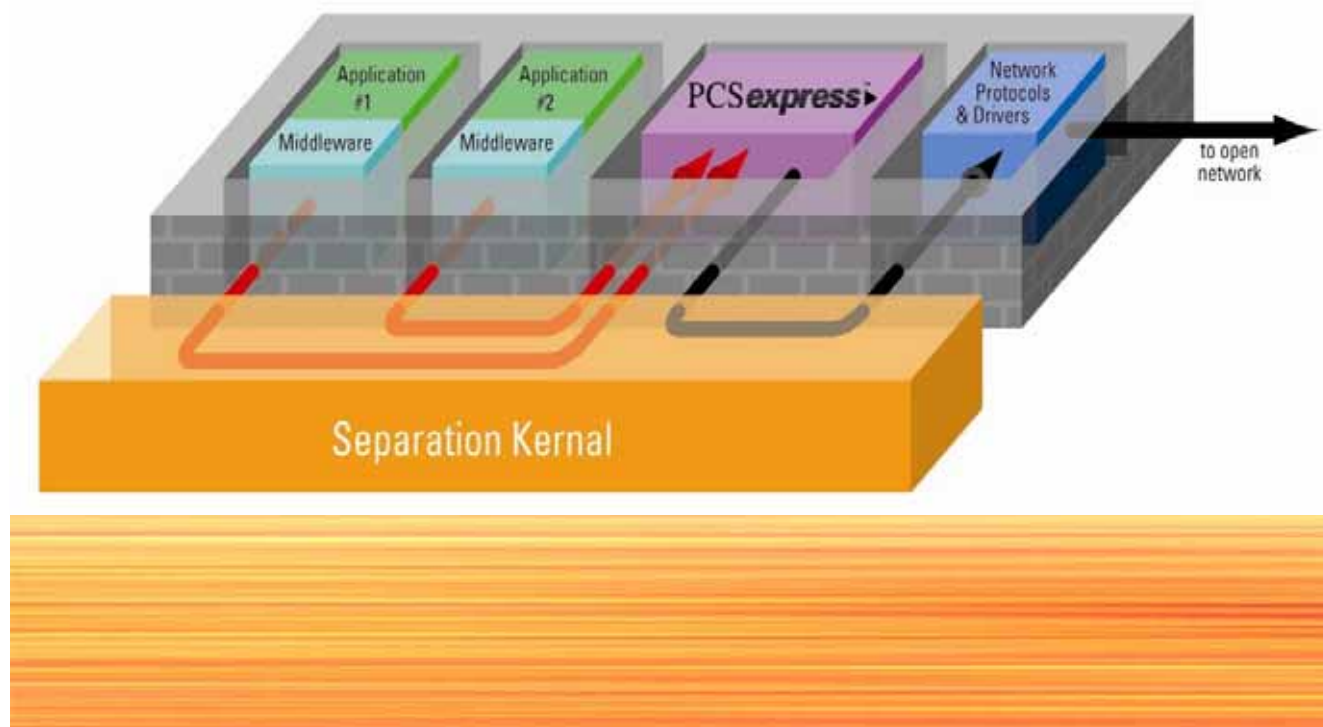 Application
#1
Middleware
Application
#2
Middleware
PCSexpress
Network
Protocols
& Drivers
to open
network
Separation Kernal